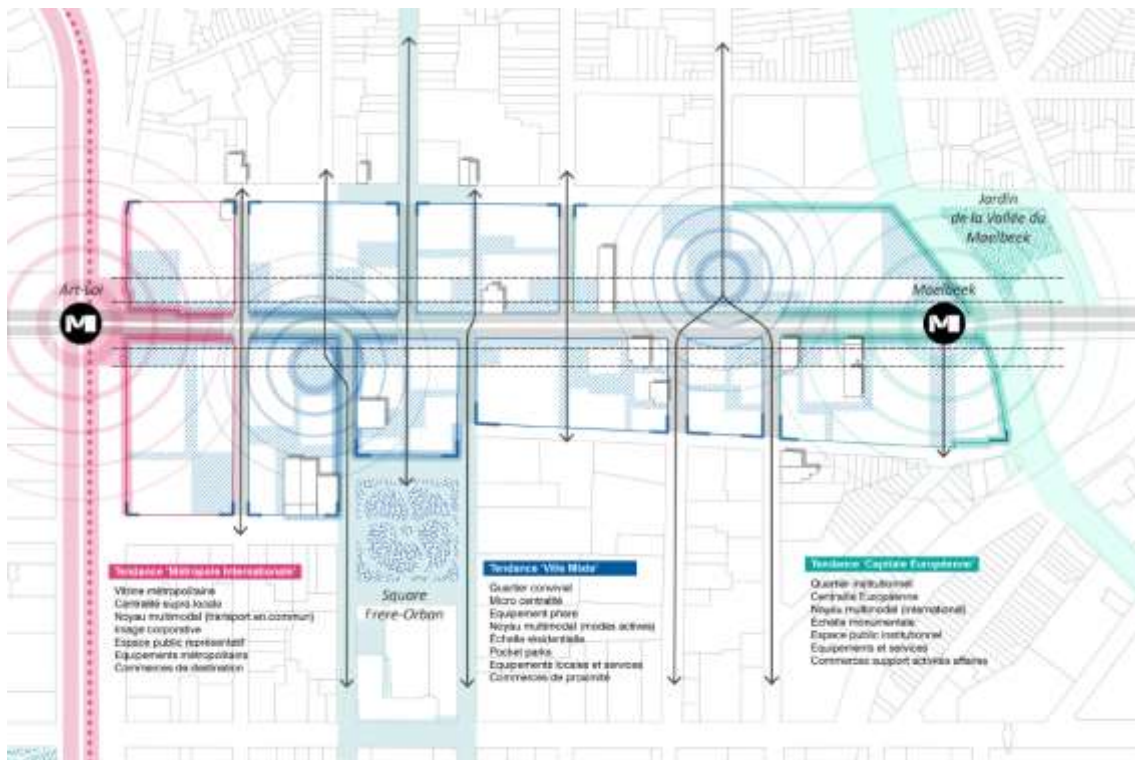 Jardin
de la Vallée du
Maelbeek
Art-Loi
Maelbeek
M
M
Square
Frere-Orban
Tendance 'Métropole Internationale'
Vitrine métropolitaine
Centralité supra locale
Noyau multimodal (transport en commun)
Image corporative
Espace public représentatif
Equipements métropolitains
Commerces de destination
Tendance 'Ville Mixte'
Quartier convivial
Micro centralité
Equipement phare
Noyau multimodal (modes actives)
Échelle résidentielle
Pocket parks
Equipements locales et services
Commerces de proximité
Tendance 'Capitale Européenne'
Quartier institutionnel
Centralité Européenne
Noyau multimodal (international)
Échelle monumentale
Espace public institutionnel
Equipements et services
Commerces support activités affaires